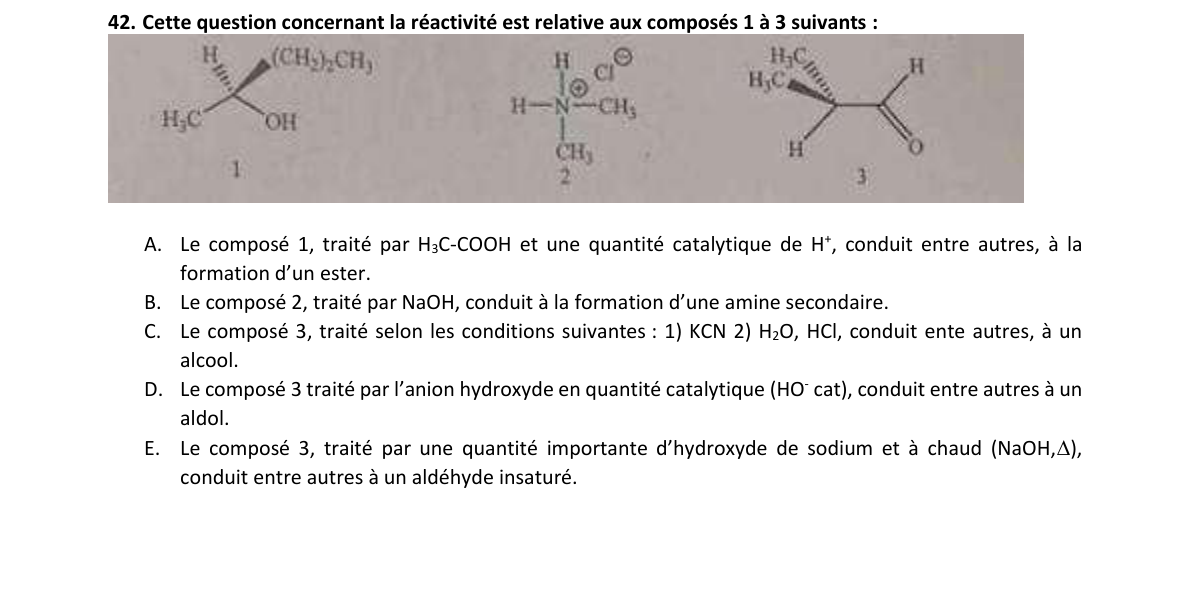 42. Cette question concernant la réactivité est relative aux composés 1 à 3 suivants :
H (CH₂)₂CH₃
H₃C OH
1
H Cl ⊖
⊕
H—N—CH₃
CH₃
2
H₃C
H₃C H
H O
3
A. Le composé 1, traité par H₃C-COOH et une quantité catalytique de H⁺, conduit entre autres, à la
formation d’un ester.
B. Le composé 2, traité par NaOH, conduit à la formation d’une amine secondaire.
C. Le composé 3, traité selon les conditions suivantes : 1) KCN 2) H₂O, HCl, conduit ente autres, à un
alcool.
D. Le composé 3 traité par l’anion hydroxyde en quantité catalytique (HO⁻ cat), conduit entre autres à un
aldol.
E. Le composé 3, traité par une quantité importante d’hydroxyde de sodium et à chaud (NaOH,Δ),
conduit entre autres à un aldéhyde insaturé.